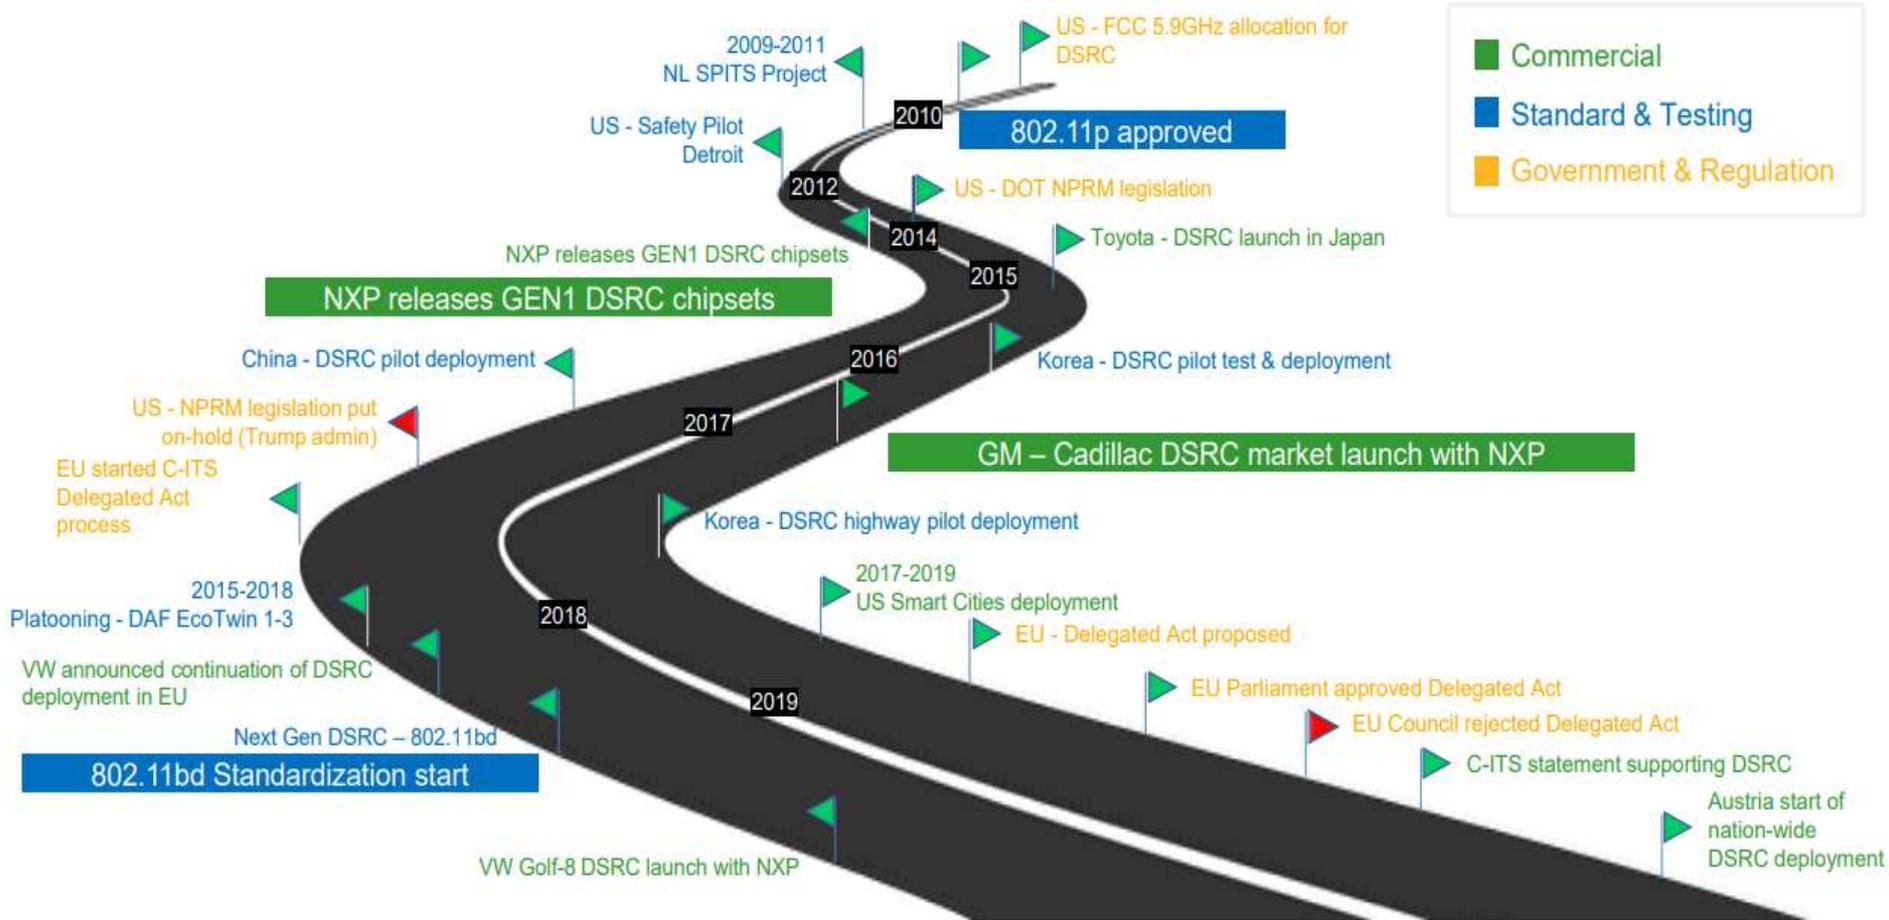 US - FCC 5.9GHz allocation for
DSRC
2009-2011
NL SPITS Project
Commercial
Standard & Testing
Government & Regulation
2010
802.11p approved
US - Safety Pilot
Detroit
2012
US - DOT NPRM legislation
2014
Toyota - DSRC launch in Japan
NXP releases GEN1 DSRC chipsets
2015
NXP releases GEN1 DSRC chipsets
China - DSRC pilot deployment
2016
Korea - DSRC pilot test & deployment
US - NPRM legislation put
on-hold (Trump admin)
2017
GM – Cadillac DSRC market launch with NXP
EU started C-ITS
Delegated Act
process
Korea - DSRC highway pilot deployment
2015-2018
Platooning - DAF EcoTwin 1-3
2018
2017-2019
US Smart Cities deployment
EU - Delegated Act proposed
VW announced continuation of DSRC
deployment in EU
2019
EU Parliament approved Delegated Act
EU Council rejected Delegated Act
Next Gen DSRC – 802.11bd
802.11bd Standardization start
C-ITS statement supporting DSRC
Austria start of
nation-wide
DSRC deployment
VW Golf-8 DSRC launch with NXP